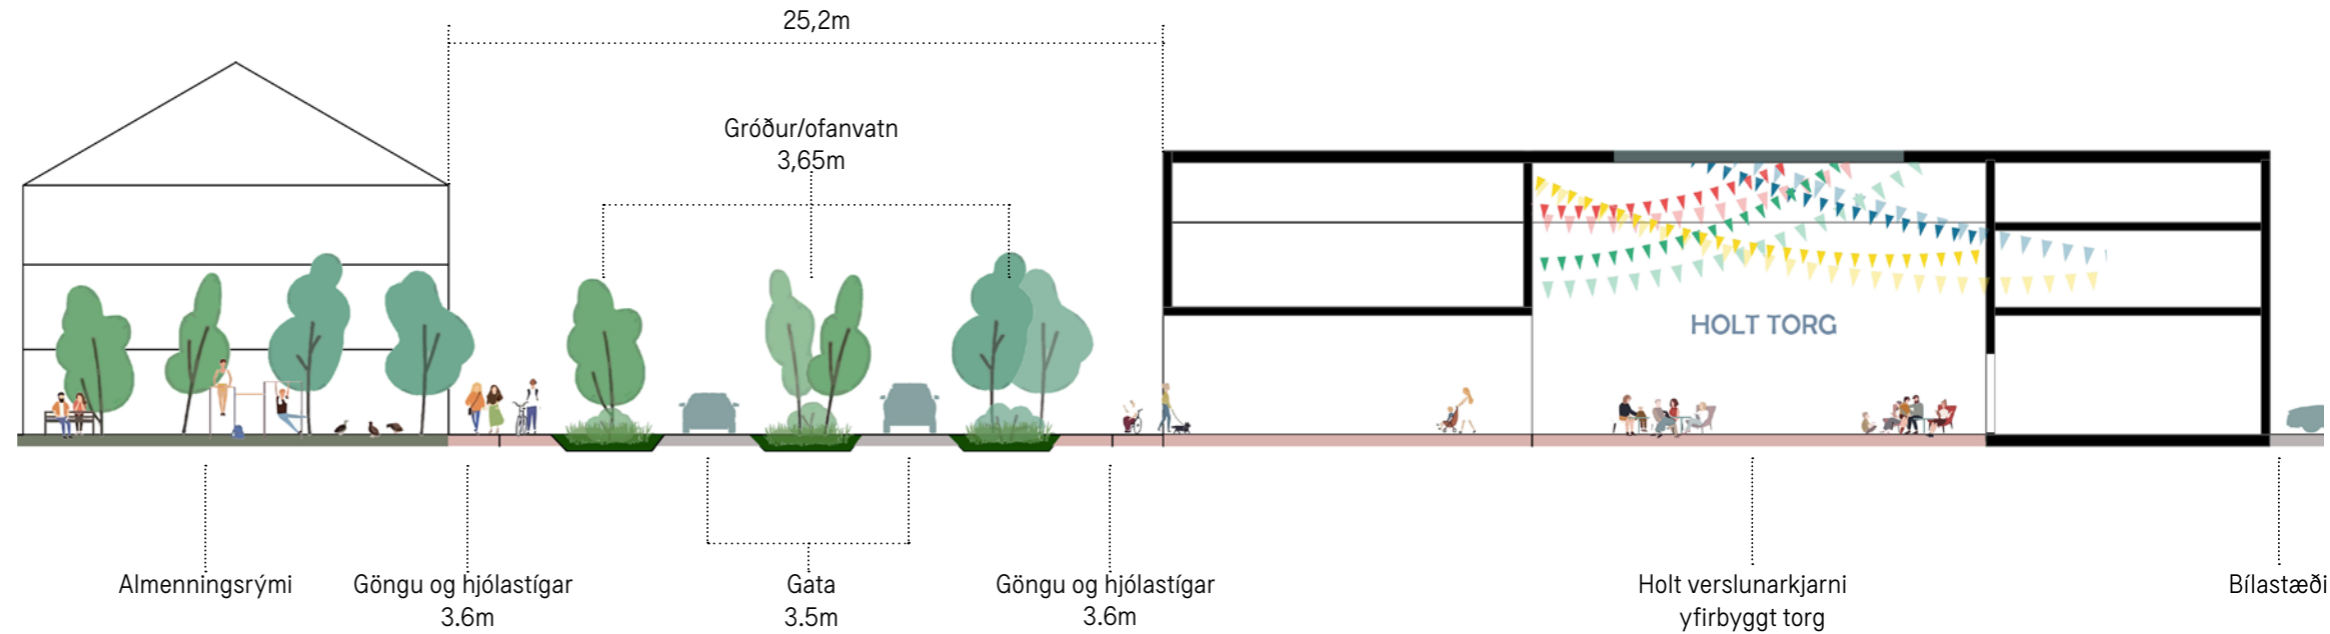 25,2m
Gróður/ofanvatn
3,65m
HOLT TORG
Almenningsrými
Göngu og hjólastígar
3.6m
Gata
3.5m
Göngu og hjólastígar
3.6m
Holt verslunarkjarni
yfirbyggt torg
Bílastæði